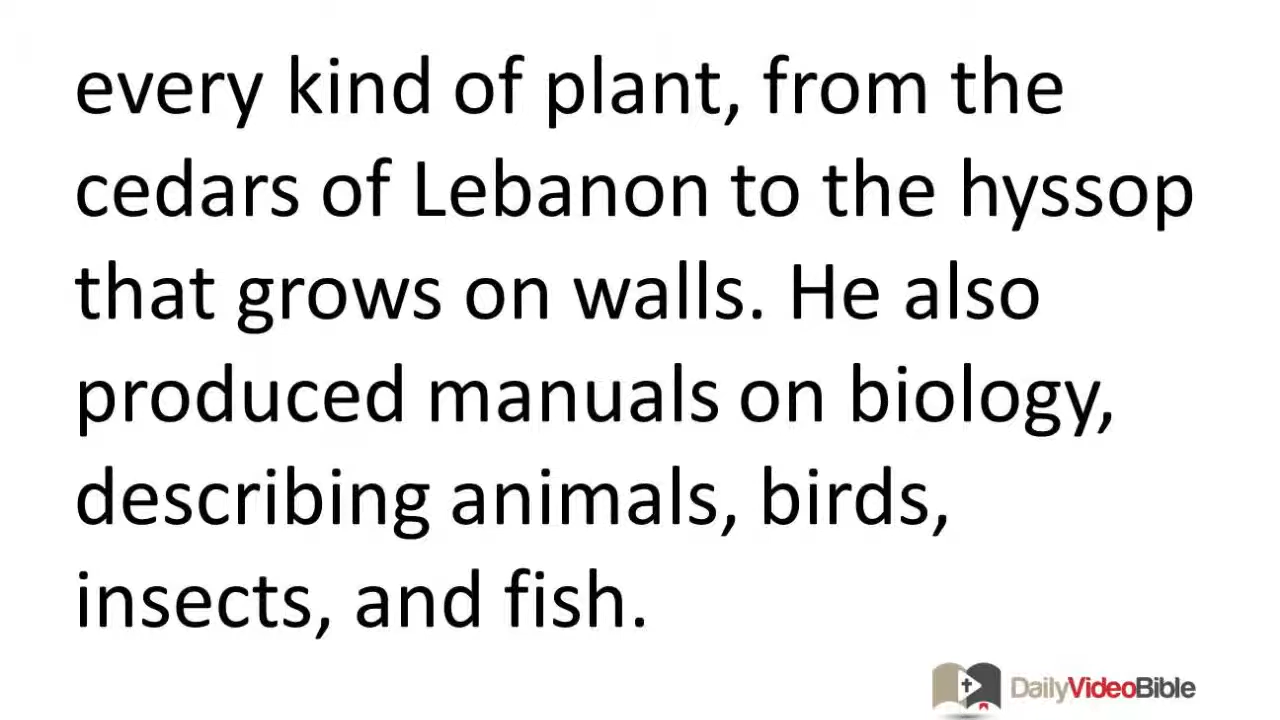 every kind of plant, from the
cedars of Lebanon to the hyssop
that grows on walls. He also
produced manuals on biology,
describing animals, birds,
insects, and fish.
DailyVideoBible